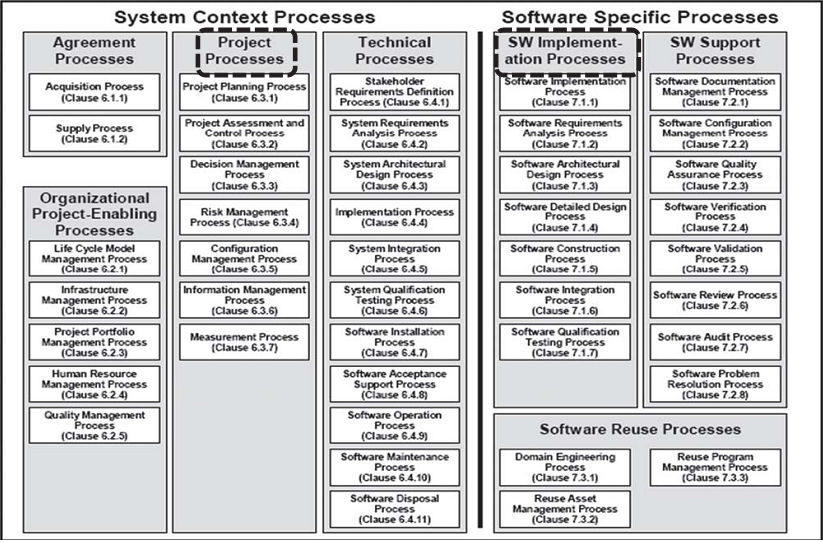 System Context Processes
Software Specific Processes
Agreement
Processes
Acquisition Process
(Clause 6.1.1)
Supply Process
(Clause 6.1.2)
Organizational
Project-Enabling
Processes
Life Cycle Model
Management Process
(Clause 6.2.1)
Infrastructure
Management Process
(Clause 6.2.2)
Project Portfolio
Management Process
(Clause 6.2.3)
Human Resource
Management Process
(Clause 6.2.4)
Quality Management
Process
(Clause 6.2.5)
Project
Processes
Project Planning Process
(Clause 6.3.1)
Project Assessment and
Control Process
(Clause 6.3.2)
Decision Management
Process
(Clause 6.3.3)
Risk Management
Process (Clause 6.3.4)
Configuration
Management Process
(Clause 6.3.5)
Information Management
Process
(Clause 6.3.6)
Measurement Process
(Clause 6.3.7)
Technical
Processes
Stakeholder
Requirements Definition
Process (Clause 6.4.1)
System Requirements
Analysis Process
(Clause 6.4.2)
System Architectural
Design Process
(Clause 6.4.3)
Implementation Process
(Clause 6.4.4)
System Integration
Process
(Clause 6.4.5)
System Qualification
Testing Process
(Clause 6.4.6)
Software Installation
Process
(Clause 6.4.7)
Software Acceptance
Support Process
(Clause 6.4.8)
Software Operation
Process
(Clause 6.4.9)
Software Maintenance
Process
(Clause 6.4.10)
Software Disposal
Process
(Clause 6.4.11)
SW Implement-
ation Processes
Software Implementation
Process
(Clause 7.1.1)
Software Requirements
Analysis Process
(Clause 7.1.2)
Software Architectural
Design Process
(Clause 7.1.3)
Software Detailed Design
Process
(Clause 7.1.4)
Software Construction
Process
(Clause 7.1.5)
Software Integration
Process
(Clause 7.1.6)
Software Qualification
Testing Process
(Clause 7.1.7)
SW Support
Processes
Software Documentation
Management Process
(Clause 7.2.1)
Software Configuration
Management Process
(Clause 7.2.2)
Software Quality
Assurance Process
(Clause 7.2.3)
Software Verification
Process
(Clause 7.2.4)
Software Validation
Process
(Clause 7.2.5)
Software Review Process
(Clause 7.2.6)
Software Audit Process
(Clause 7.2.7)
Software Problem
Resolution Process
(Clause 7.2.8)
Software Reuse Processes
Domain Engineering
Process
(Clause 7.3.1)
Reuse Asset
Management Process
(Clause 7.3.2)
Reuse Program
Management Process
(Clause 7.3.3)